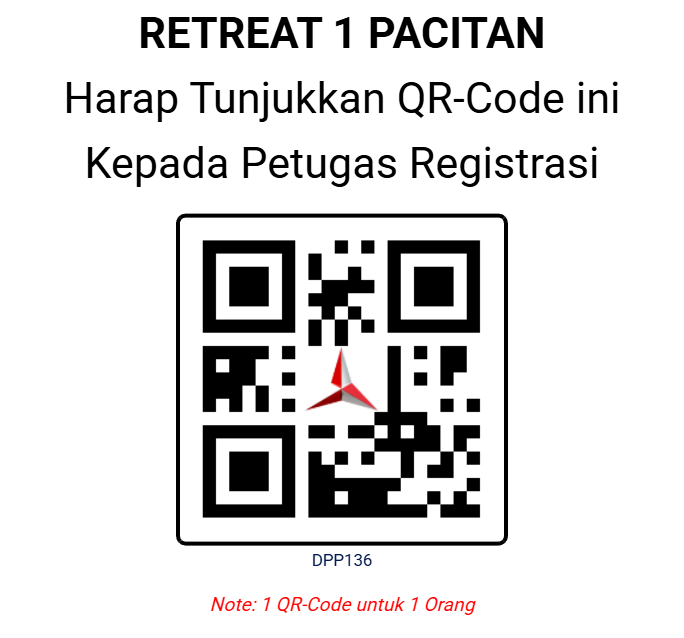 RETREAT 1 PACITAN
Harap Tunjukkan QR-Code ini
Kepada Petugas Registrasi
DPP136
Note: 1 QR-Code untuk 1 Orang